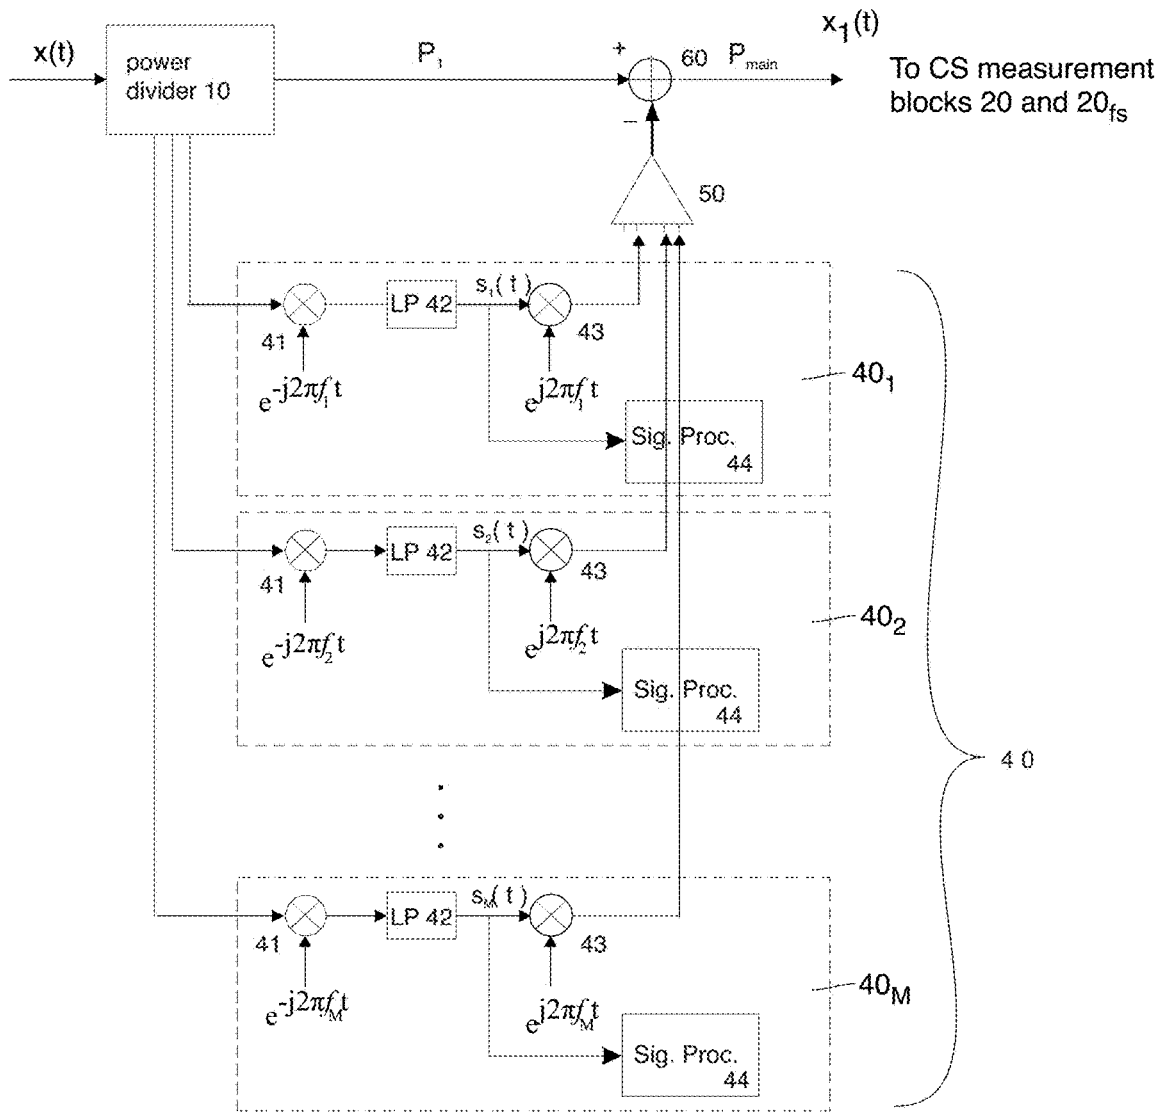 x(t)
power
divider 10
P1
+
−
60
Pmain
x1(t)
To CS measurement
blocks 20 and 20fs
50
41
e-j2πf1t
LP 42
s1(t)
43
ej2πf1t
Sig. Proc.
44
401
41
e-j2πf2t
LP 42
s2(t)
43
ej2πf2t
Sig. Proc.
44
402
40
41
e-j2πfMt
LP 42
sM(t)
43
ej2πfMt
Sig. Proc.
44
40M